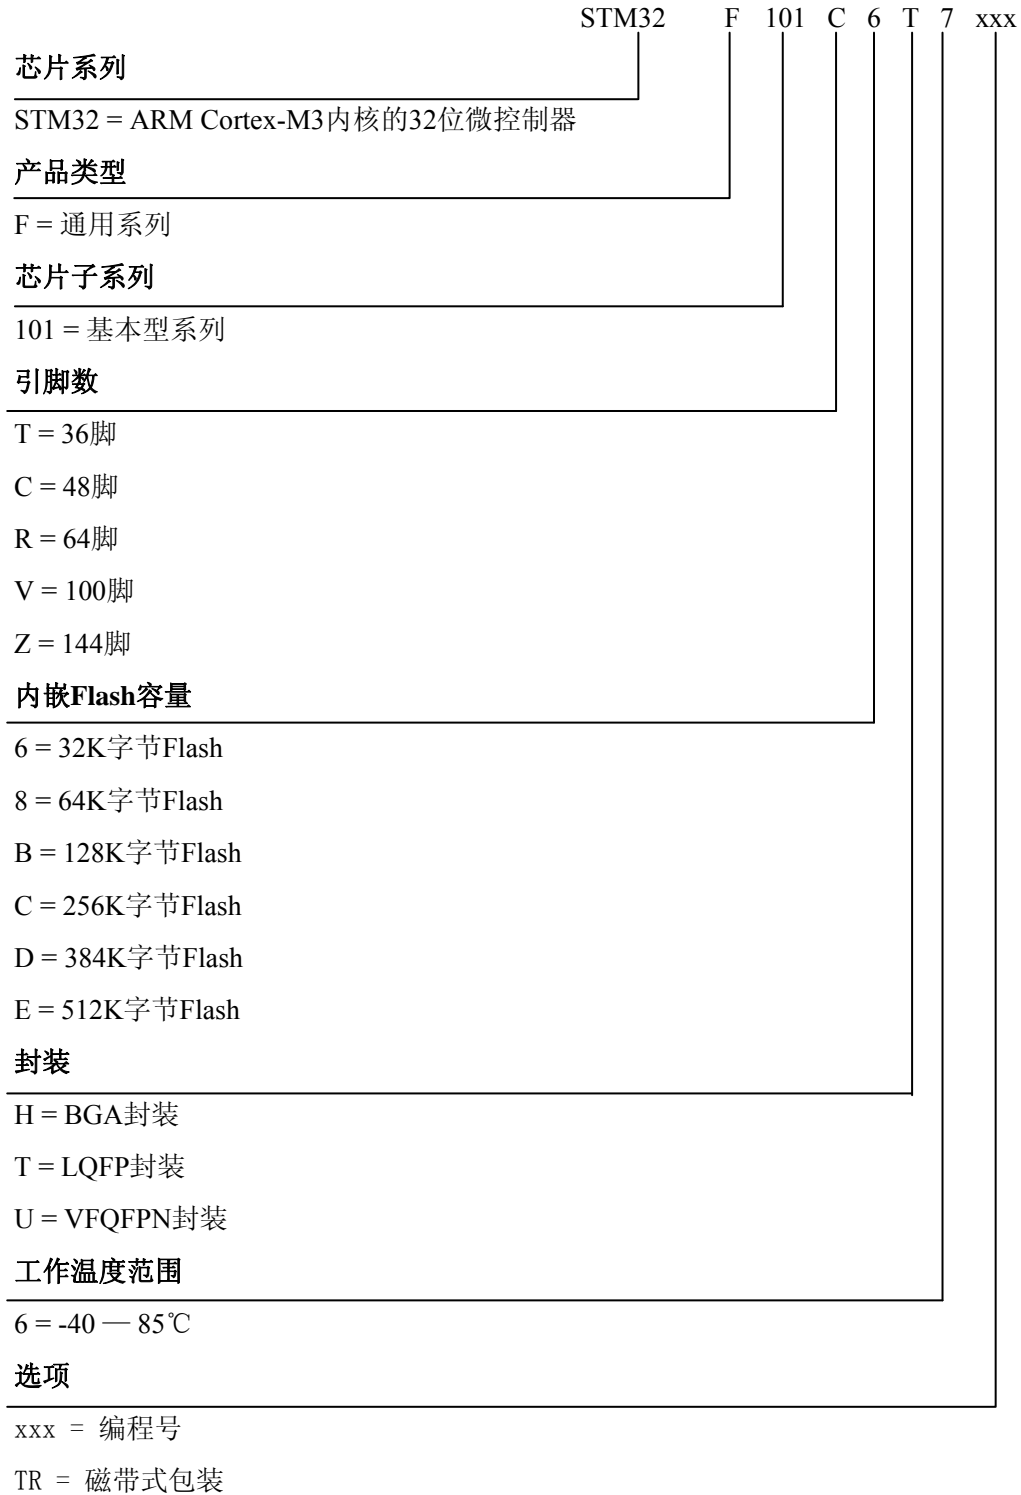 STM32 F 101 C 6 T 7 xxx
芯片系列
STM32 = ARM Cortex-M3内核的32位微控制器
产品类型
F = 通用系列
芯片子系列
101 = 基本型系列
引脚数
T = 36脚
C = 48脚
R = 64脚
V = 100脚
Z = 144脚
内嵌Flash容量
6 = 32K字节Flash
8 = 64K字节Flash
B = 128K字节Flash
C = 256K字节Flash
D = 384K字节Flash
E = 512K字节Flash
封装
H = BGA封装
T = LQFP封装
U = VFQFPN封装
工作温度范围
6 = -40 — 85℃
选项
xxx = 编程号
TR = 磁带式包装